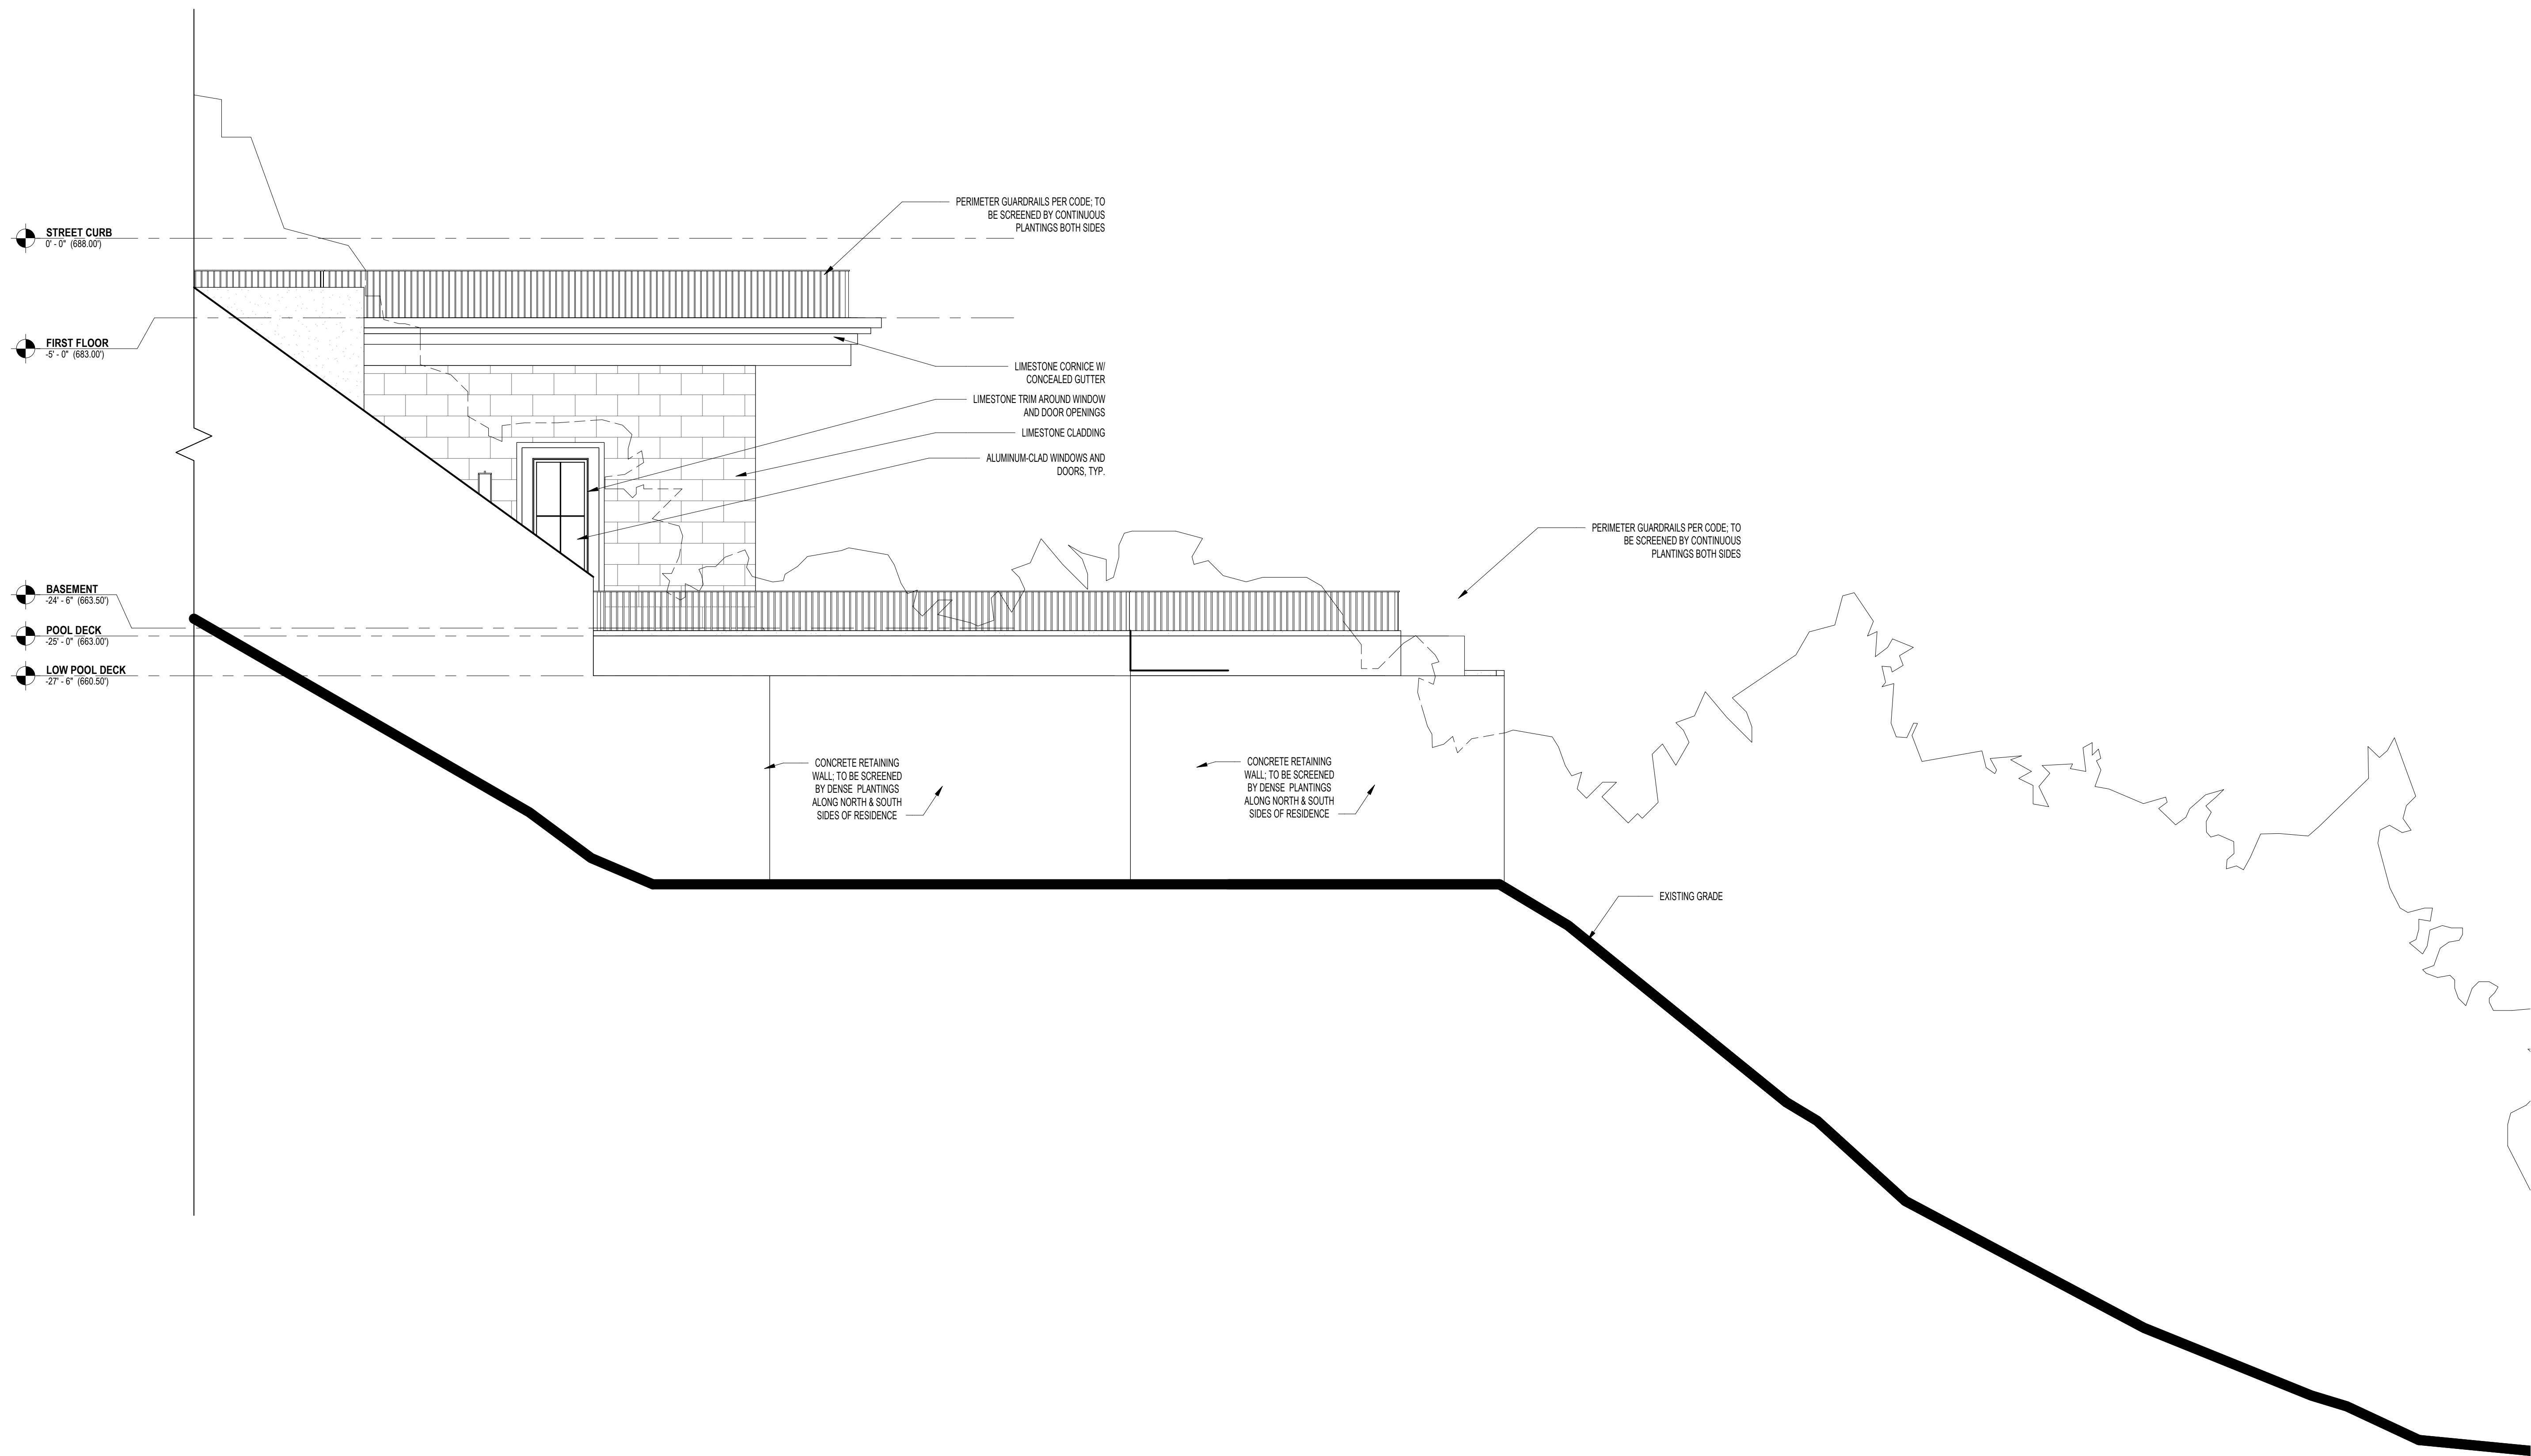 PERIMETER GUARDRAILS PER CODE; TO
BE SCREENED BY CONTINUOUS
PLANTINGS BOTH SIDES
STREET CURB
0' - 0" (688.00')
FIRST FLOOR
-5' - 0" (683.00')
LIMESTONE CORNICE W/
CONCEALED GUTTER
LIMESTONE TRIM AROUND WINDOW
AND DOOR OPENINGS
LIMESTONE CLADDING
ALUMINUM-CLAD WINDOWS AND
DOORS, TYP.
PERIMETER GUARDRAILS PER CODE; TO
BE SCREENED BY CONTINUOUS
PLANTINGS BOTH SIDES
BASEMENT
-24' - 6" (663.50')
POOL DECK
-25' - 0" (663.00')
LOW POOL DECK
-27' - 6" (660.50')
CONCRETE RETAINING
WALL; TO BE SCREENED
BY DENSE PLANTINGS
ALONG NORTH & SOUTH
SIDES OF RESIDENCE
CONCRETE RETAINING
WALL; TO BE SCREENED
BY DENSE PLANTINGS
ALONG NORTH & SOUTH
SIDES OF RESIDENCE
EXISTING GRADE